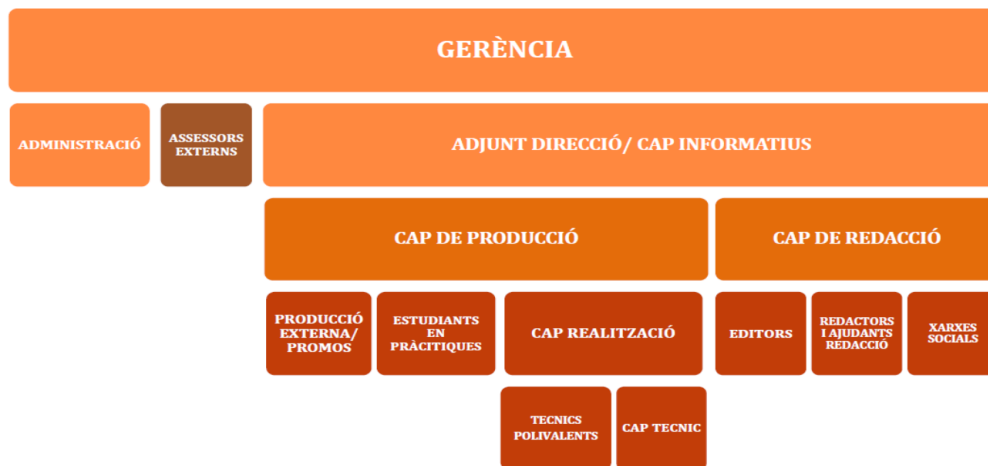 GERÈNCIA
ADMINISTRACIÓ
ASSESSORS
EXTERNS
ADJUNT DIRECCIÓ/ CAP INFORMATIUS
CAP DE PRODUCCIÓ
CAP DE REDACCIÓ
PRODUCCIÓ
EXTERNA/
PROMOS
ESTUDIANTS
EN
PRÀCITIQUES
CAP REALITZACIÓ
EDITORS
REDACTORS
I AJUDANTS
REDACCIÓ
XARXES
SOCIALS
TECNICS
POLIVALENTS
CAP TECNIC